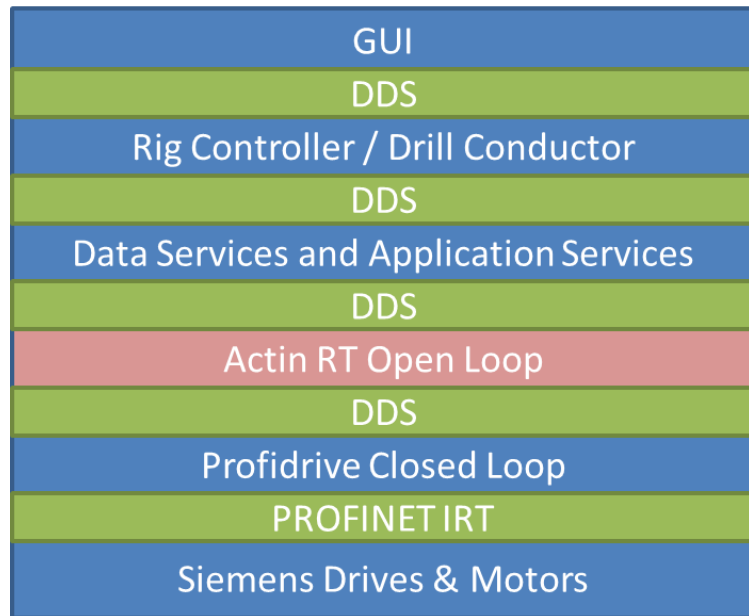 GUI
DDS
Rig Controller / Drill Conductor
DDS
Data Services and Application Services
DDS
Actin RT Open Loop
DDS
Profidrive Closed Loop
PROFINET IRT
Siemens Drives & Motors